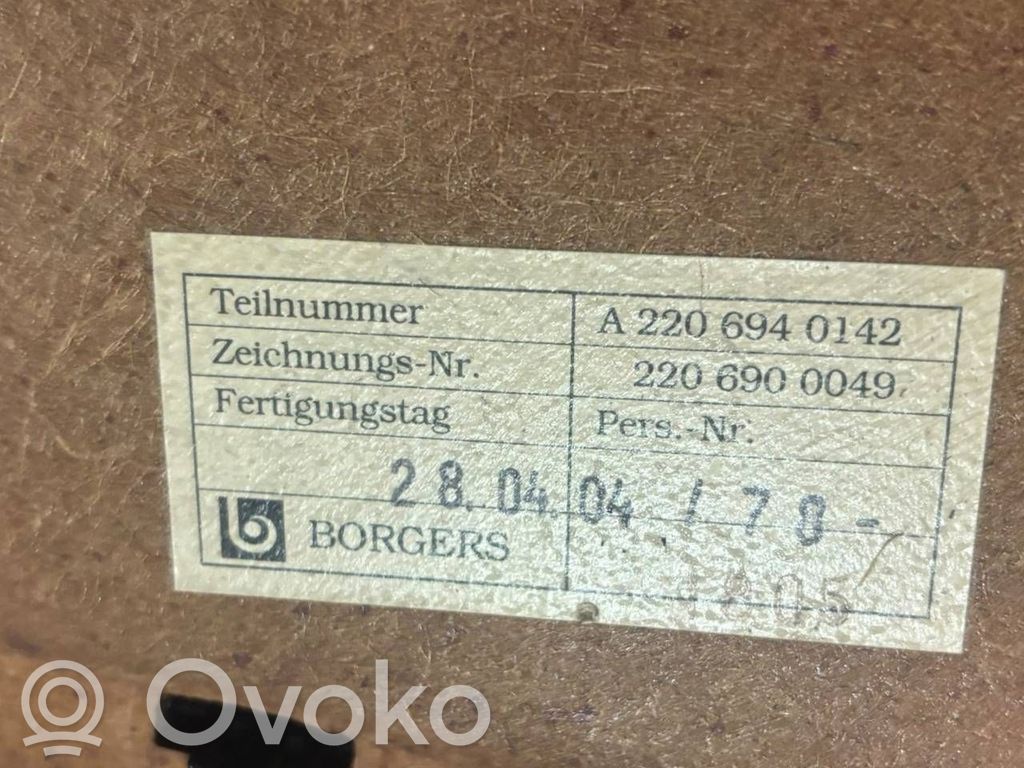 Teilnummer A 220 694 0142
Zeichnungs-Nr. 220 690 0049
Fertigungstag Pers.-Nr.
28.04.04 / 70-
BORGERS
Ovoko